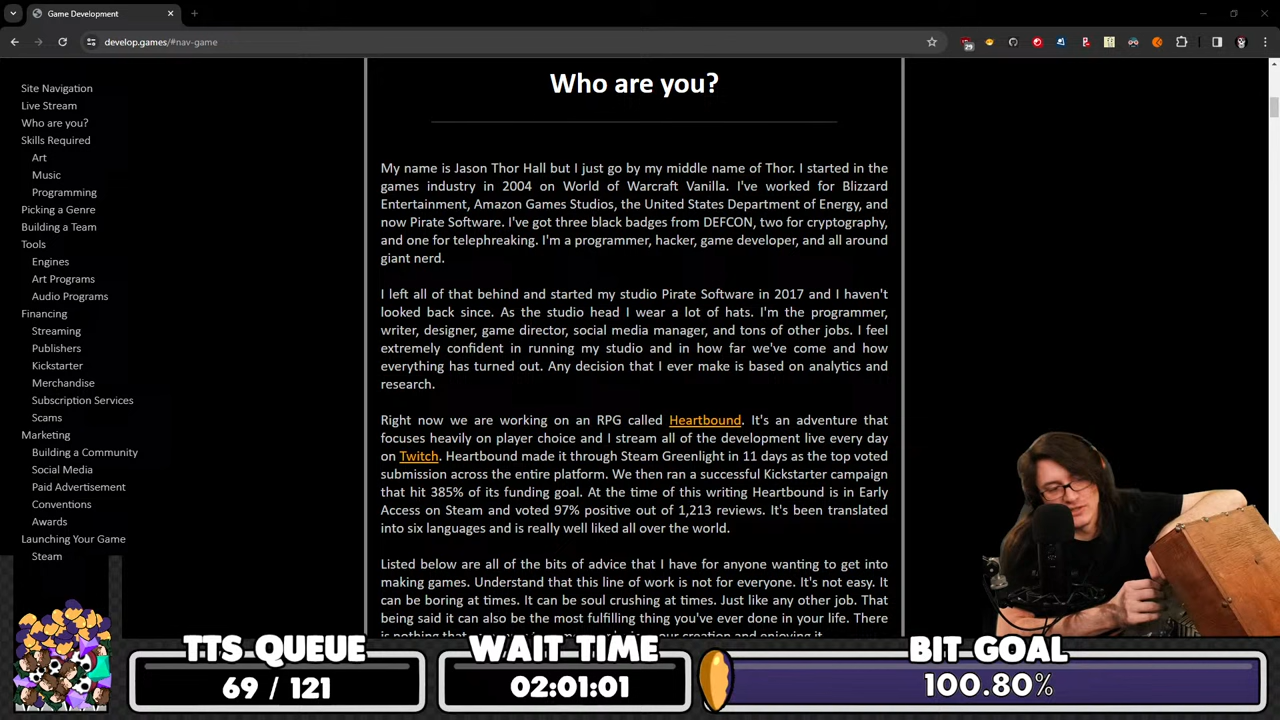 Game Development
develop.games/#nav-game
29
Site Navigation
Live Stream
Who are you?
Skills Required
Art
Music
Programming
Picking a Genre
Building a Team
Tools
Engines
Art Programs
Audio Programs
Financing
Streaming
Publishers
Kickstarter
Merchandise
Subscription Services
Scams
Marketing
Building a Community
Social Media
Paid Advertisement
Conventions
Awards
Launching Your Game
Steam
Who are you?
My name is Jason Thor Hall but I just go by my middle name of Thor. I started in the
games industry in 2004 on World of Warcraft Vanilla. I've worked for Blizzard
Entertainment, Amazon Games Studios, the United States Department of Energy, and
now Pirate Software. I've got three black badges from DEFCON, two for cryptography,
and one for telephreaking. I'm a programmer, hacker, game developer, and all around
giant nerd.
I left all of that behind and started my studio Pirate Software in 2017 and I haven't
looked back since. As the studio head I wear a lot of hats. I'm the programmer,
writer, designer, game director, social media manager, and tons of other jobs. I feel
extremely confident in running my studio and in how far we've come and how
everything has turned out. Any decision that I ever make is based on analytics and
research.
Right now we are working on an RPG called Heartbound. It's an adventure that
focuses heavily on player choice and I stream all of the development live every day
on Twitch. Heartbound made it through Steam Greenlight in 11 days as the top voted
submission across the entire platform. We then ran a successful Kickstarter campaign
that hit 385% of its funding goal. At the time of this writing Heartbound is in Early
Access on Steam and voted 97% positive out of 1,213 reviews. It's been translated
into six languages and is really well liked all over the world.
Listed below are all of the bits of advice that I have for anyone wanting to get into
making games. Understand that this line of work is not for everyone. It's not easy. It
can be boring at times. It can be soul crushing at times. Just like any other job. That
being said it can also be the most fulfilling thing you've ever done in your life. There
TTS QUEUE
69 / 121
WAIT TIME
02:01:01
BIT GOAL
100.80%